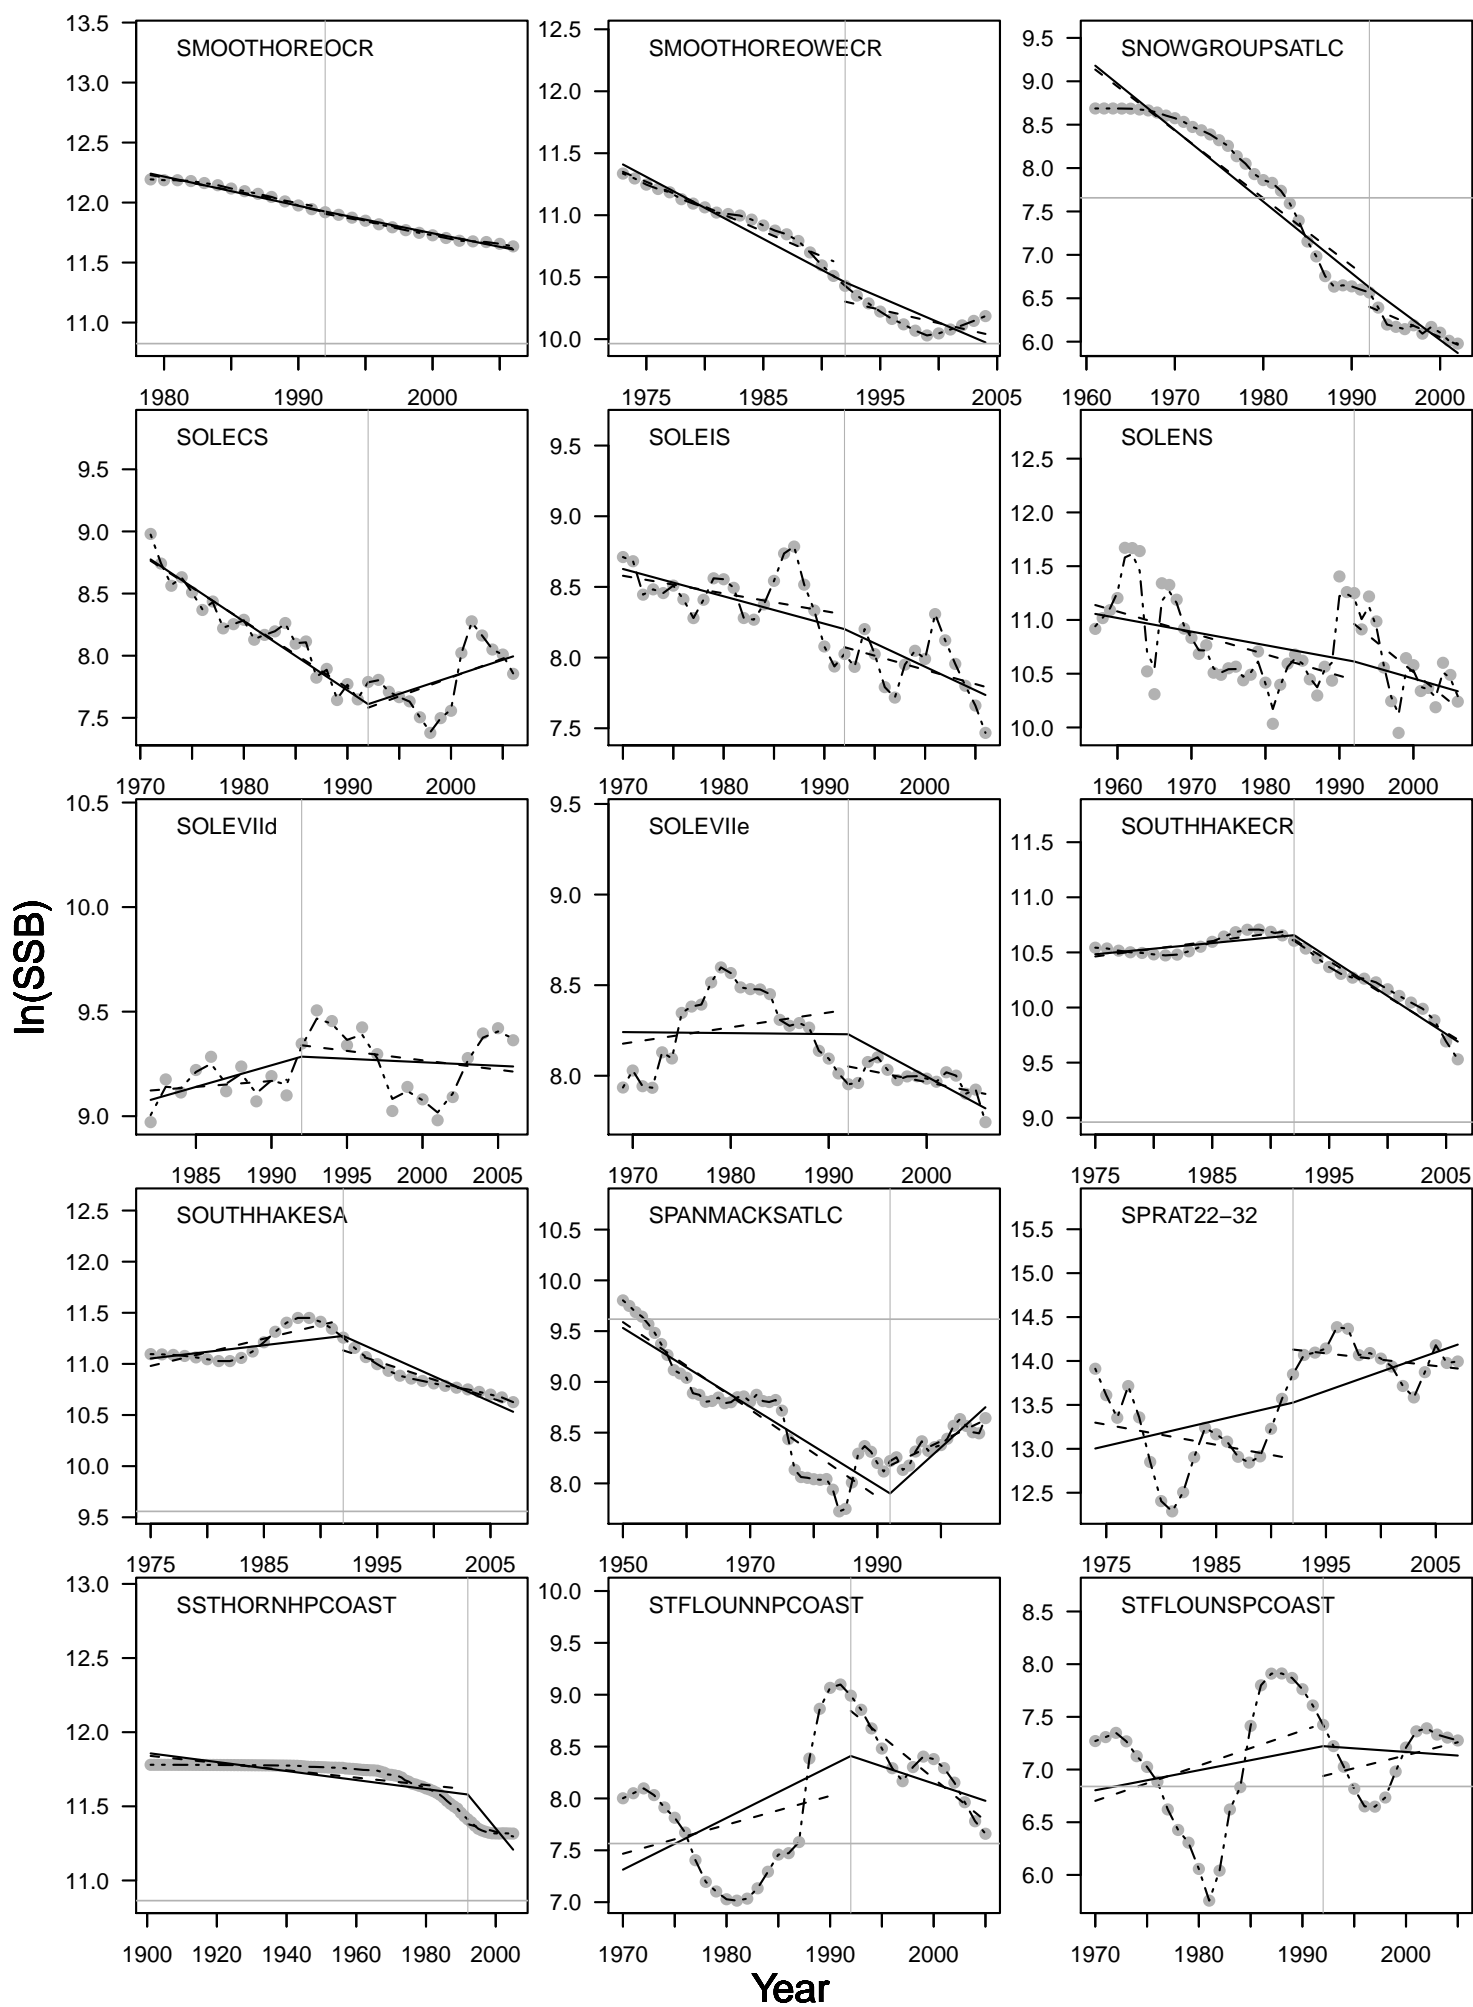 SMOOTHOREOCR
13.5
13.0
12.5
12.0
11.5
11.0
1980 1990 2000
SMOOTHOREOWECR
12.5
12.0
11.5
11.0
10.5
10.0
1975 1985 1995 2005
SNOWGROUPSATLC
9.5
9.0
8.5
8.0
7.5
7.0
6.5
6.0
1960 1970 1980 1990 2000
SOLECS
9.5
9.0
8.5
8.0
7.5
1970 1980 1990 2000
SOLEIS
9.5
9.0
8.5
8.0
7.5
1970 1980 1990 2000
SOLENS
12.5
12.0
11.5
11.0
10.5
10.0
1960 1970 1980 1990 2000
SOLEVIId
10.5
10.0
9.5
9.0
1985 1990 1995 2000 2005
SOLEVIIe
9.5
9.0
8.5
8.0
1970 1980 1990 2000
SOUTHHAKECR
11.5
11.0
10.5
10.0
9.5
9.0
1975 1985 1995 2005
SOUTHHAKESA
12.5
12.0
11.5
11.0
10.5
10.0
9.5
1975 1985 1995 2005
SPANMACKSATLC
10.5
10.0
9.5
9.0
8.5
8.0
1950 1970 1990
SPRAT22−32
15.5
15.0
14.5
14.0
13.5
13.0
12.5
1975 1985 1995 2005
SSTHORNHPCOAST
13.0
12.5
12.0
11.5
11.0
1900 1920 1940 1960 1980 2000
STFLOUNNPCOAST
10.0
9.5
9.0
8.5
8.0
7.5
7.0
1970 1980 1990 2000
STFLOUNSPCOAST
8.5
8.0
7.5
7.0
6.5
6.0
1970 1980 1990 2000
ln(SSB)
Year